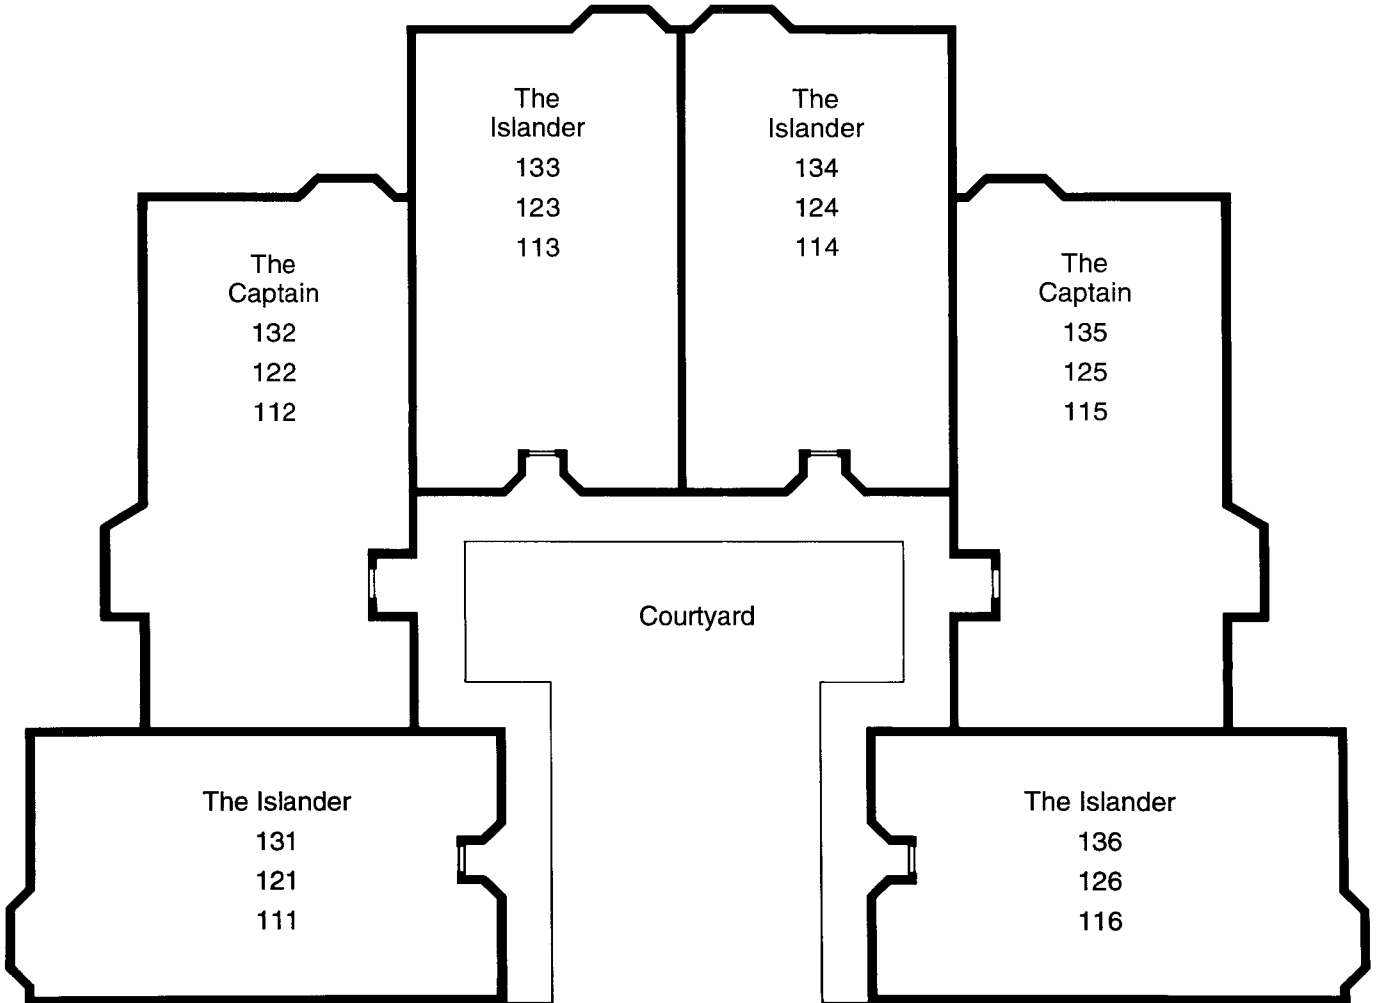 The
Islander
133
123
113
The
Islander
134
124
114
The
Captain
132
122
112
The
Captain
135
125
115
Courtyard
The Islander
131
121
111
The Islander
136
126
116